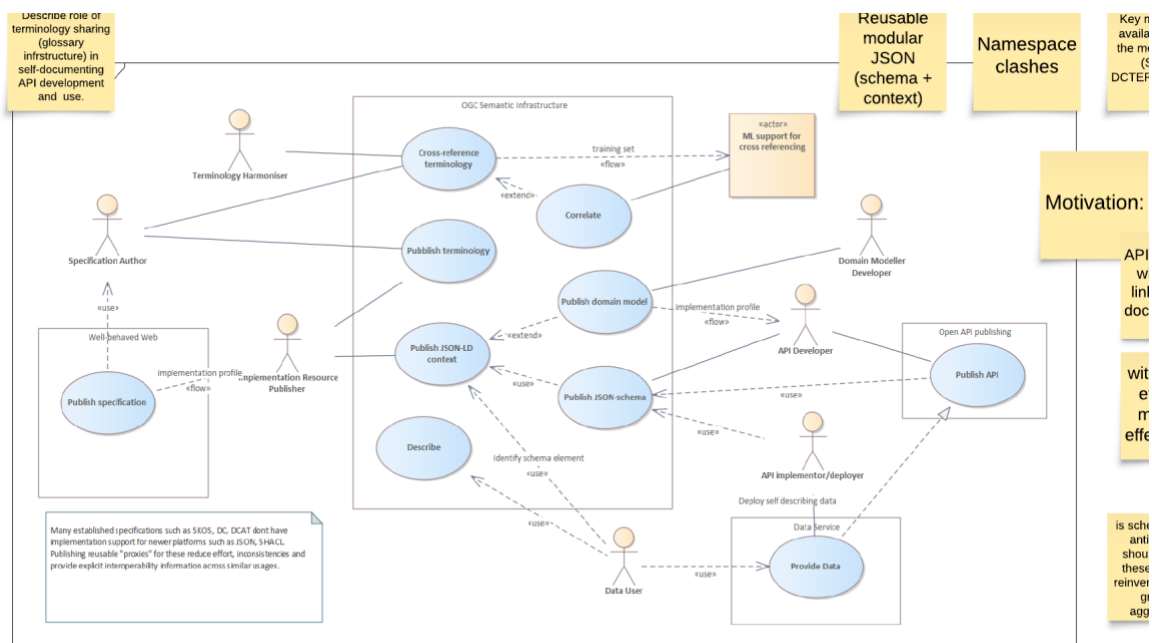 Describe role of
terminology sharing
(glossary
infrstructure) in
self-documenting
API development
and use.
Reusable
modular
JSON
(schema +
context)
Namespace
clashes
Key m
availa
the me
(S
DCTEF
OGC Semantic Infrastructure
«actor»
ML support for
cross referencing
Terminology Harmoniser
Cross-reference
terminology
training set
«flow»
«extend»
Correlate
Motivation:
Specification Author
Pubblish terminology
Domain Modeller
Developer
«use»
Publish domain model
implementation profile
«flow»
API Developer
API
w
link
doc
Well-behaved Web
Publish specification
implementation profile
«flow»
Implementation Resource
Publisher
Publish JSON-LD
context
«extend»
«use»
Publish JSON-schema
Open API publishing
Publish API
«use»
with
e
m
effe
Describe
Identify schema element
«use»
«use»
«use»
API implementor/deployer
Deploy self describing data
Many established specifications such as SKOS, DC, DCAT dont have
implementation support for newer platforms such as JSON, SHACL.
Publishing reusable "proxies" for these reduce effort, inconsistencies and
provide explicit interoperability information across similar usages.
Data User
«use»
Data Service
Provide Data
is sche
anti
shou
these
reinver
gr
agg